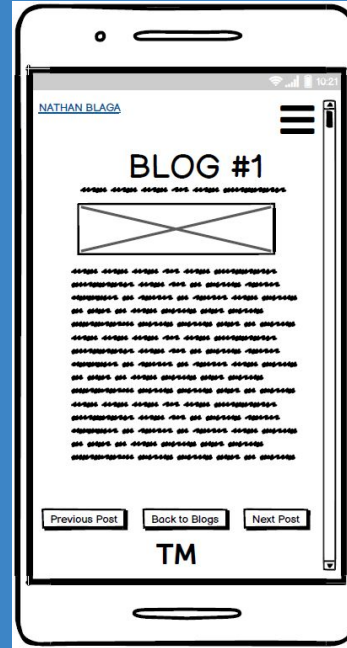 10:21
NATHAN BLAGA
BLOG #1
Previous Post Back to Blogs Next Post
TM